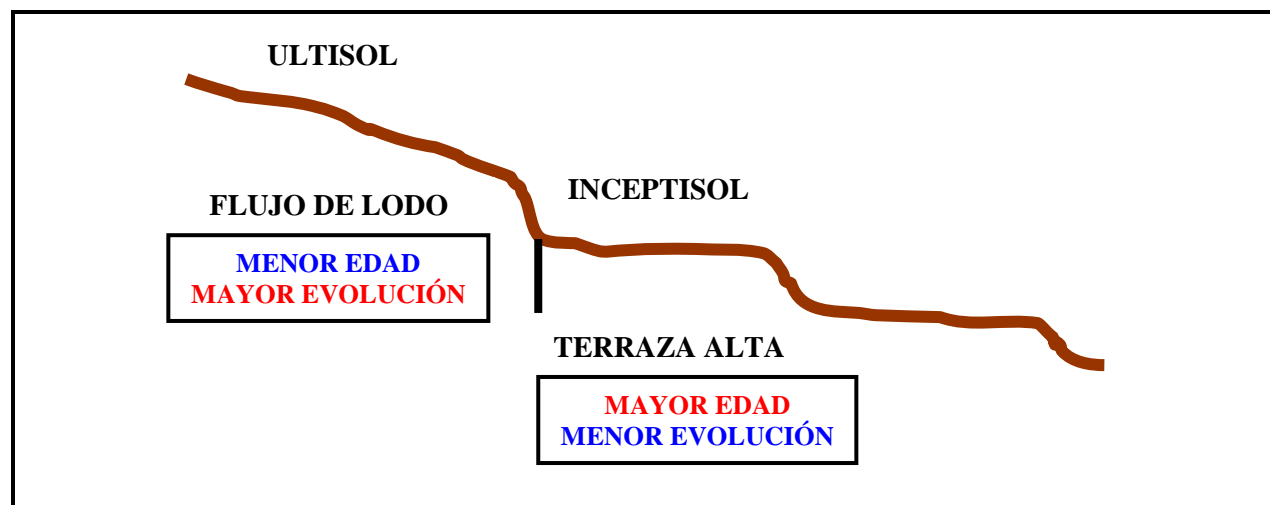 ULTISOL
INCEPTISOL
FLUJO DE LODO
MENOR EDAD
MAYOR EVOLUCIÓN
TERRAZA ALTA
MAYOR EDAD
MENOR EVOLUCIÓN